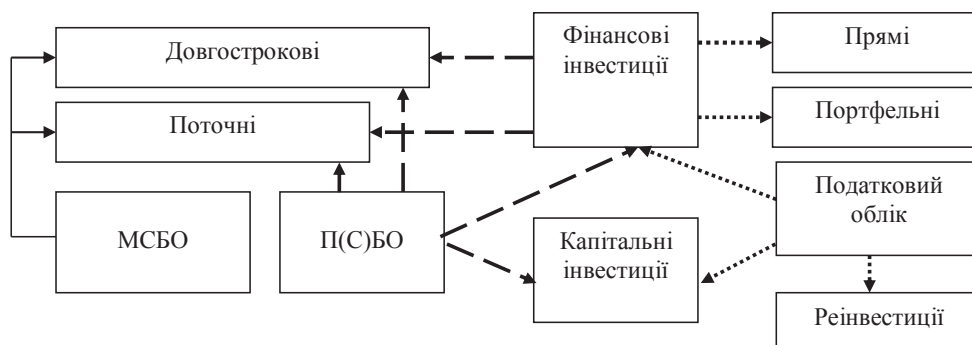 Довгострокові
Фінансові
інвестиції
Прямі
Поточні
Портфельні
МСБО
П(С)БО
Капітальні
інвестиції
Податковий
облік
Реінвестиції